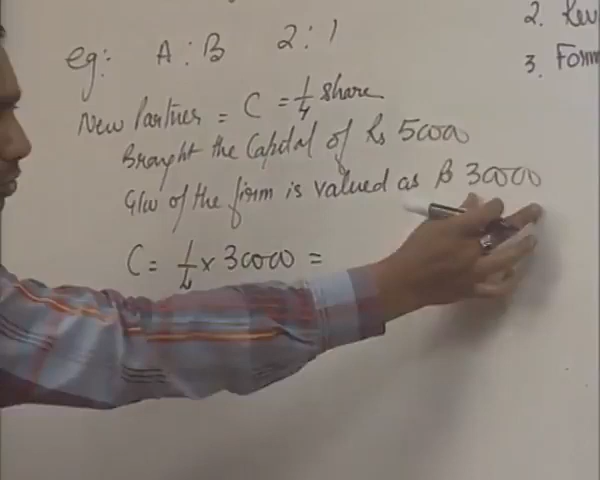 eg: A : B 2 : 1
New Partner = C = 1/4 share
Brought the Capital of Rs 50000
G/w of the firm is valued as Rs 30000
C = 1/4 × 30000 =
2. Rev
3. Form